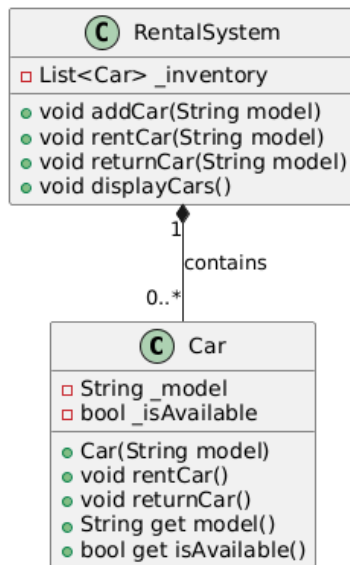 C RentalSystem
List<Car> _inventory
void addCar(String model)
void rentCar(String model)
void returnCar(String model)
void displayCars()
1
contains
0..*
C Car
String _model
bool _isAvailable
Car(String model)
void rentCar()
void returnCar()
String get model()
bool get isAvailable()